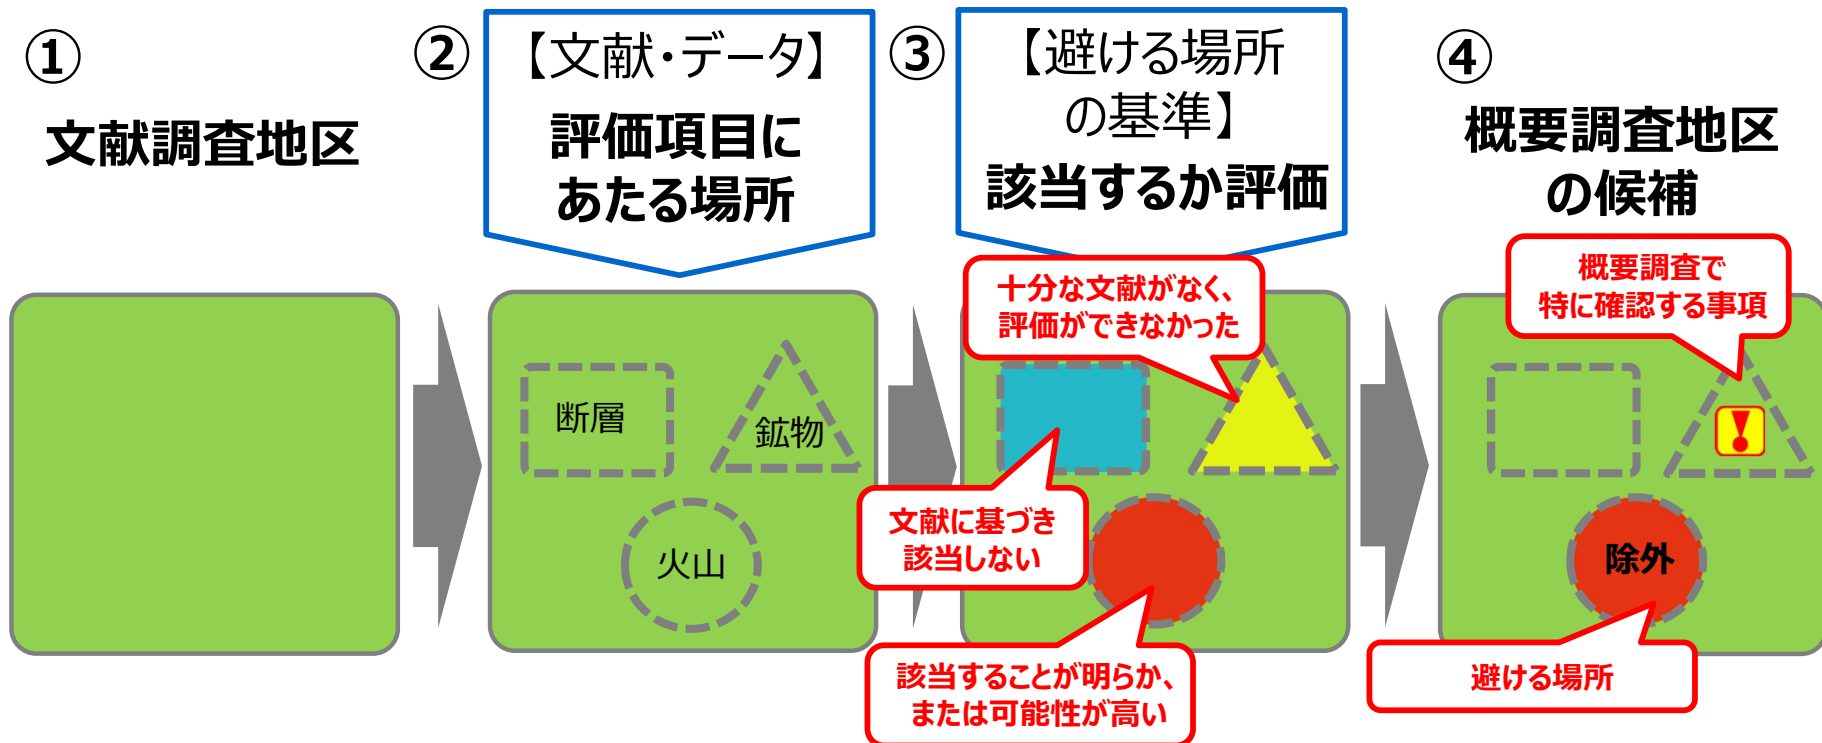 ①
文献調査地区
②
【文献・データ】
評価項目に
あたる場所
③
【避ける場所
の基準】
該当するか評価
④
概要調査地区
の候補
断層
鉱物
火山
十分な文献がなく、
評価ができなかった
文献に基づき
該当しない
該当することが明らか、
または可能性が高い
概要調査で
特に確認する事項
除外
避ける場所